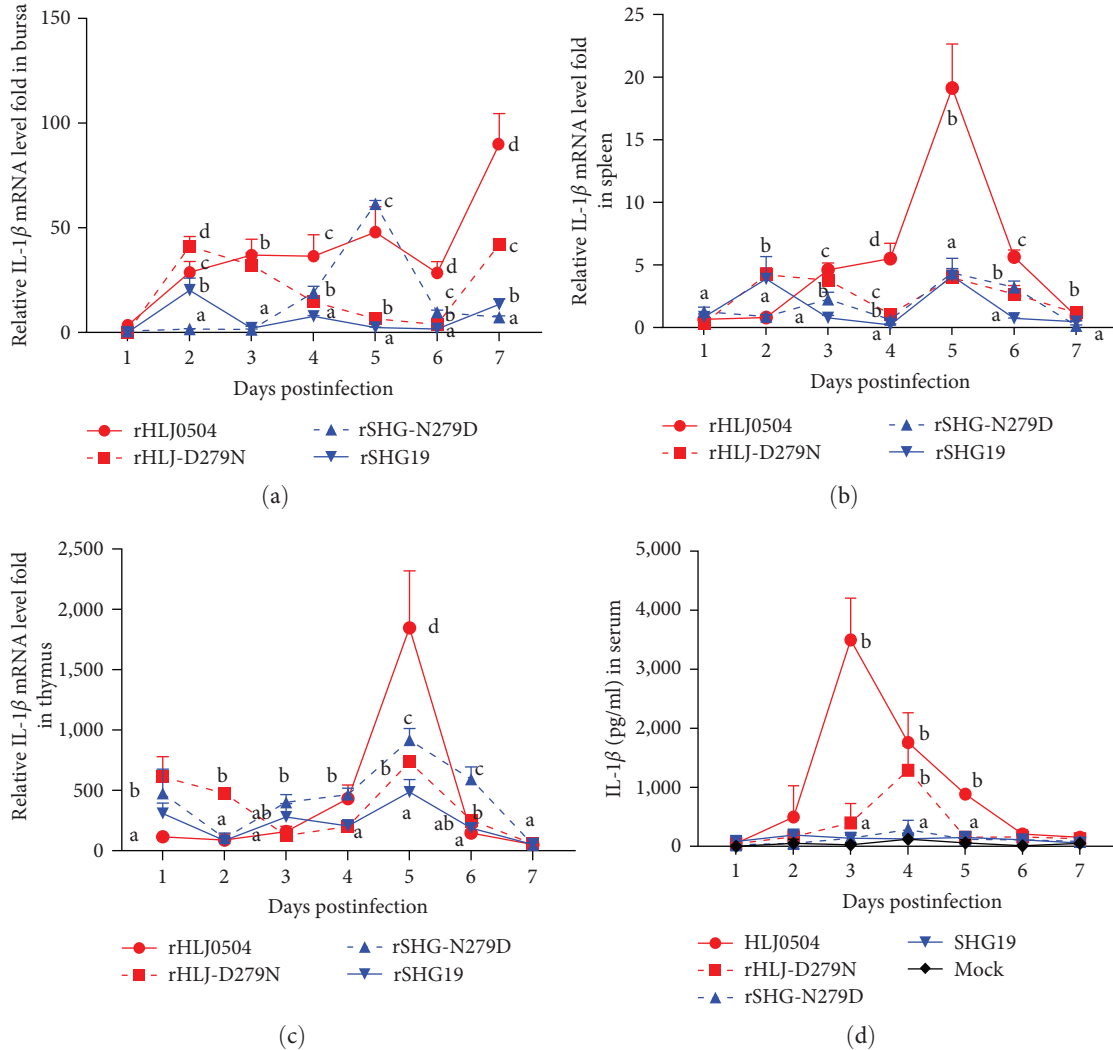 Relative IL-1β mRNA level fold in bursa
150
100
50
0
d
c
b
a
b
a
c
b
a
c
b
a
d
c
b
a
d
c
b
a
1 2 3 4 5 6 7
Days postinfection
rHLJ0504
rHLJ-D279N
rSHG-N279D
rSHG19
(a)
Relative IL-1β mRNA level fold
in spleen
25
20
15
10
5
0
a
b
a
c
b
a
d
c
b
a
b
a
c
b
a
b
a
1 2 3 4 5 6 7
Days postinfection
rHLJ0504
rHLJ-D279N
rSHG-N279D
rSHG19
(b)
Relative IL-1β mRNA level fold
in thymus
2,500
2,000
1,500
1,000
500
0
b
a
b
a
b
ab
a
b
a
d
c
b
a
c
b
ab
a
a
1 2 3 4 5 6 7
Days postinfection
rHLJ0504
rHLJ-D279N
rSHG-N279D
rSHG19
(c)
IL-1β (pg/ml) in serum
5,000
4,000
3,000
2,000
1,000
0
b
a
b
b
a
b
a
1 2 3 4 5 6 7
Days postinfection
HLJ0504
rHLJ-D279N
rSHG-N279D
SHG19
Mock
(d)